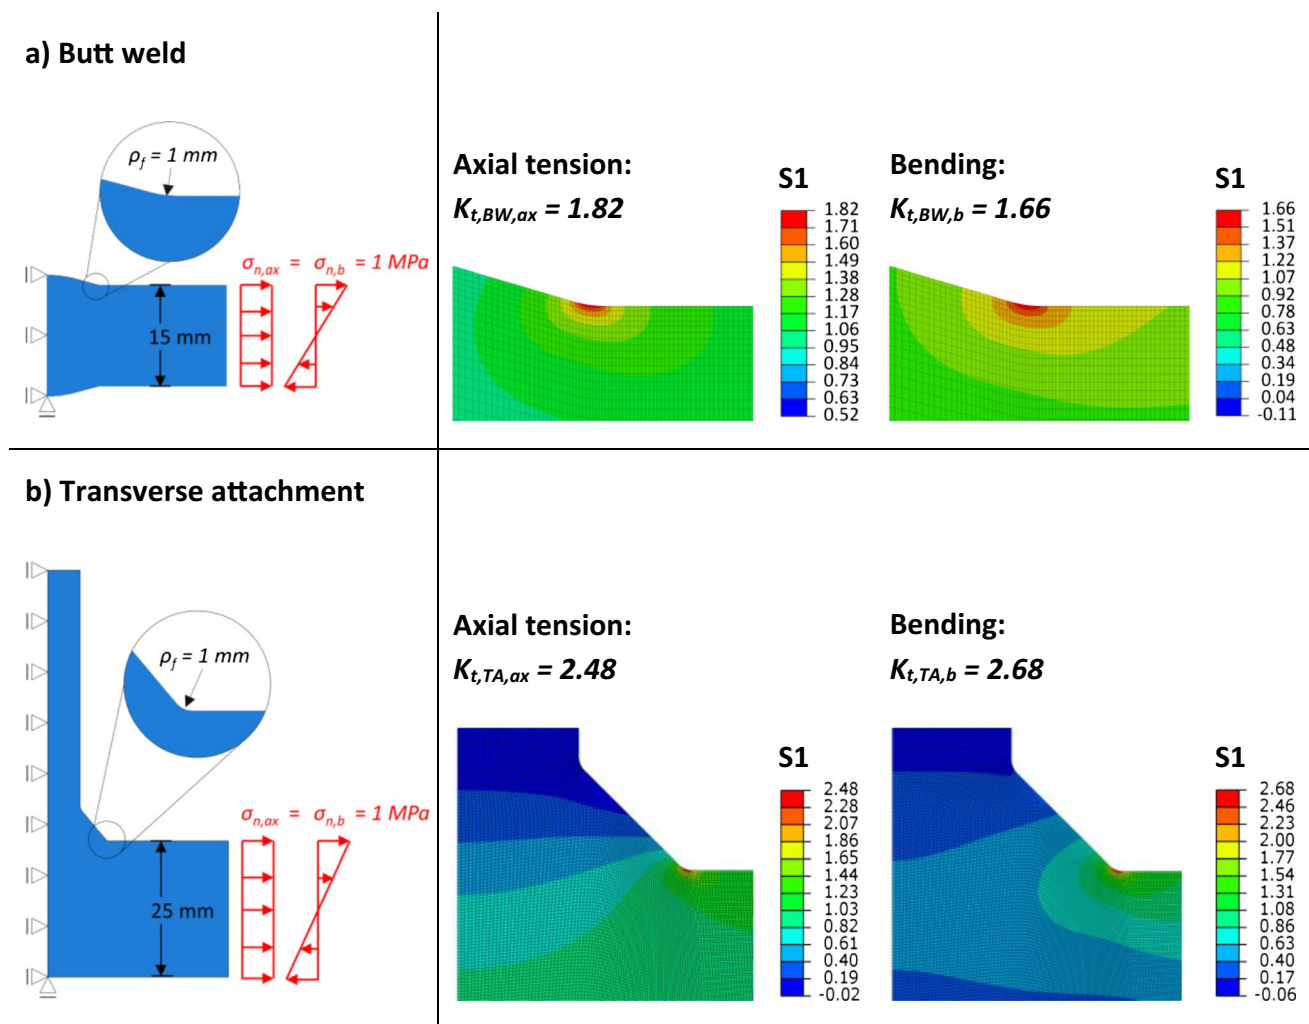 a) Butt weld
ρf = 1 mm
σn,ax = σn,b = 1 MPa
15 mm
Axial tension:
Kt,BW,ax = 1.82
S1
1.82
1.71
1.60
1.49
1.38
1.28
1.17
1.06
0.95
0.84
0.73
0.63
0.52
Bending:
Kt,BW,b = 1.66
S1
1.66
1.51
1.37
1.22
1.07
0.92
0.78
0.63
0.48
0.34
0.19
0.04
-0.11
b) Transverse attachment
ρf = 1 mm
σn,ax = σn,b = 1 MPa
25 mm
Axial tension:
Kt,TA,ax = 2.48
S1
2.48
2.28
2.07
1.86
1.65
1.44
1.23
1.03
0.82
0.61
0.40
0.19
-0.02
Bending:
Kt,TA,b = 2.68
S1
2.68
2.46
2.23
2.00
1.77
1.54
1.31
1.08
0.86
0.63
0.40
0.17
-0.06